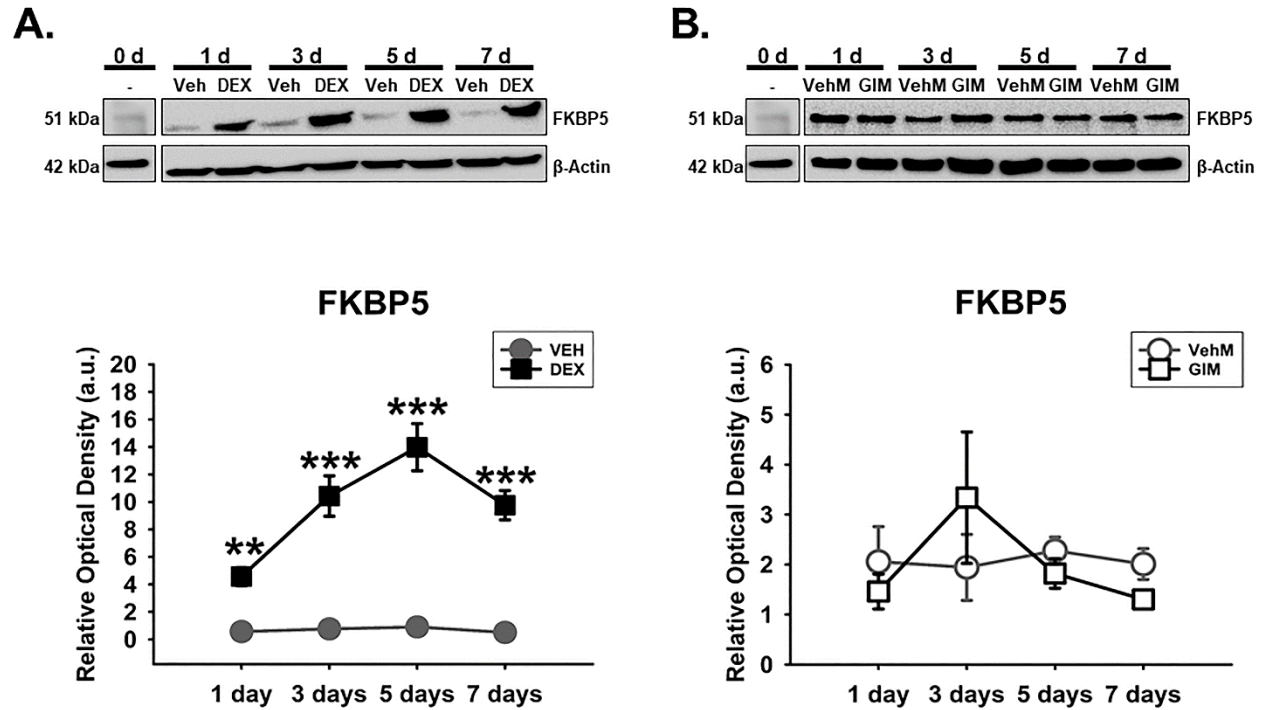 A.
0 d 1 d 3 d 5 d 7 d
- Veh DEX Veh DEX Veh DEX Veh DEX
51 kDa FKBP5
42 kDa β-Actin
FKBP5
VEH
DEX
Relative Optical Density (a.u.)
20
18
16
14
12
10
8
6
4
2
0
**
***
***
***
1 day 3 days 5 days 7 days
B.
0 d 1 d 3 d 5 d 7 d
- VehM GIM VehM GIM VehM GIM VehM GIM
51 kDa FKBP5
42 kDa β-Actin
FKBP5
VehM
GIM
Relative Optical Density (a.u.)
6
5
4
3
2
1
0
1 day 3 days 5 days 7 days